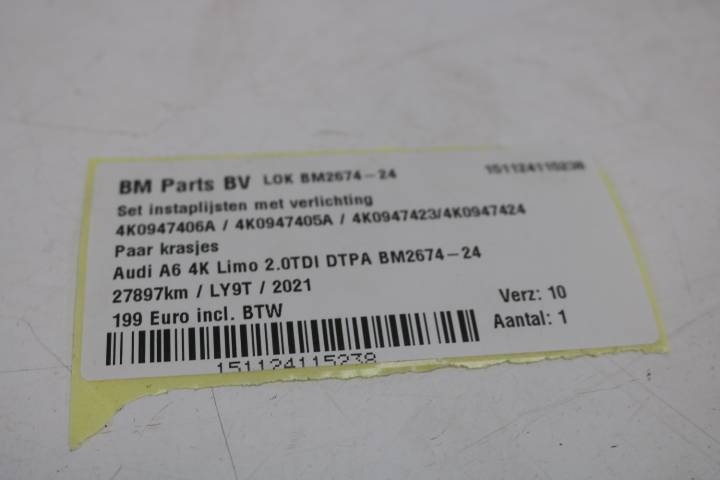 BM Parts BV LOK BM2674-24 151124115238
Set instaplijsten met verlichting
4K0947406A / 4K0947405A / 4K0947423/4K0947424
Paar krasjes
Audi A6 4K Limo 2.0TDI DTPA BM2674-24
27897km / LY9T / 2021
199 Euro incl. BTW
Verz: 10
Aantal: 1
151124115238